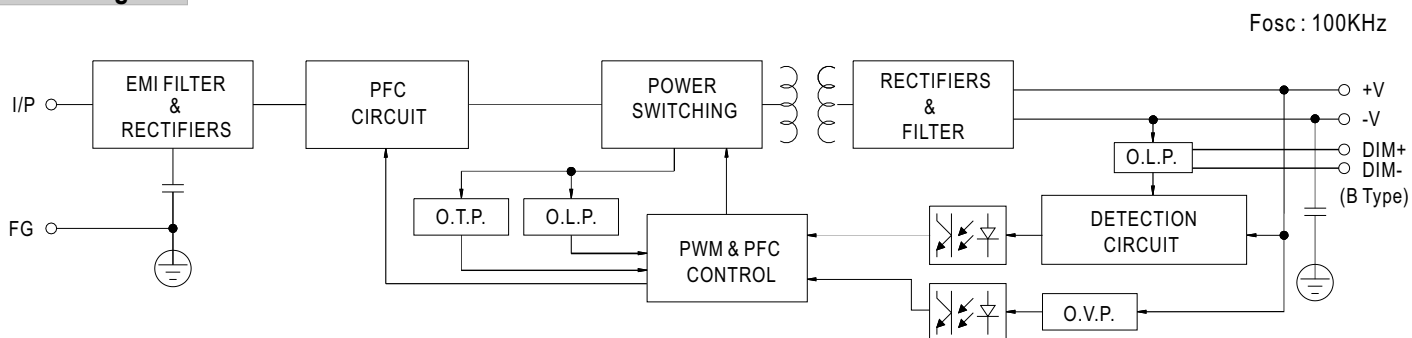 Fosc : 100KHz
I/P
EMI FILTER
&
RECTIFIERS
PFC
CIRCUIT
POWER
SWITCHING
RECTIFIERS
&
FILTER
+V
-V
DIM+
DIM-
(B Type)
O.L.P.
FG
O.T.P.
O.L.P.
PWM & PFC
CONTROL
DETECTION
CIRCUIT
O.V.P.